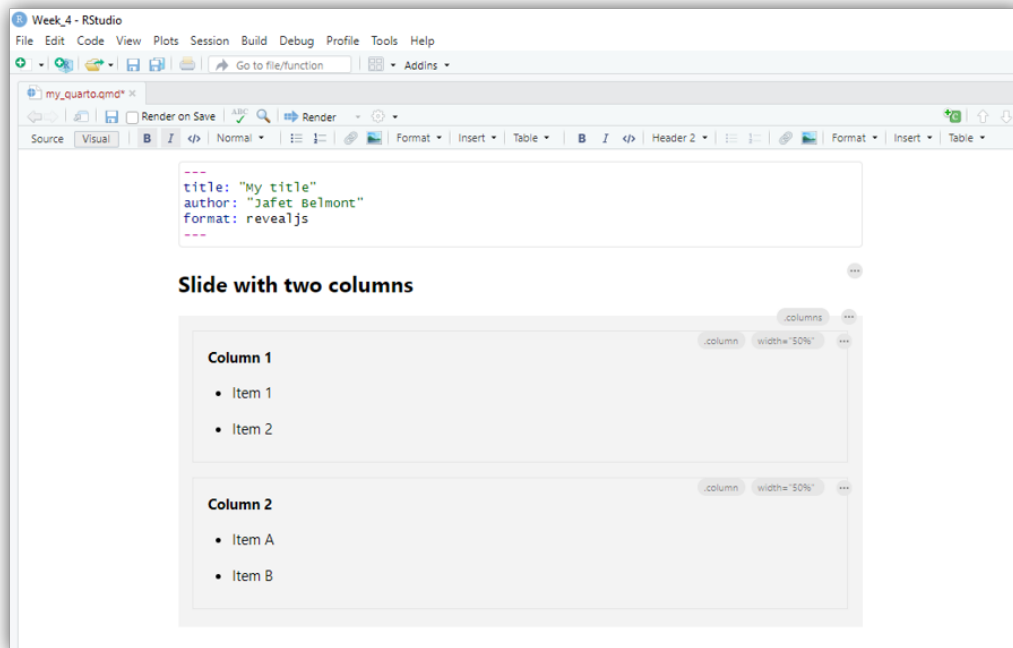 Week_4 - RStudio
File Edit Code View Plots Session Build Debug Profile Tools Help
Go to file/function Addins
my_quarto.qmd* ×
Render on Save ABC Render
Source Visual B I </> Normal Format Insert Table B I </> Header 2 Format Insert Table
---
title: "My title"
author: "Jafet Belmont"
format: revealjs
---
Slide with two columns
.columns
.column width="50%"
Column 1
• Item 1
• Item 2
.column width="50%"
Column 2
• Item A
• Item B